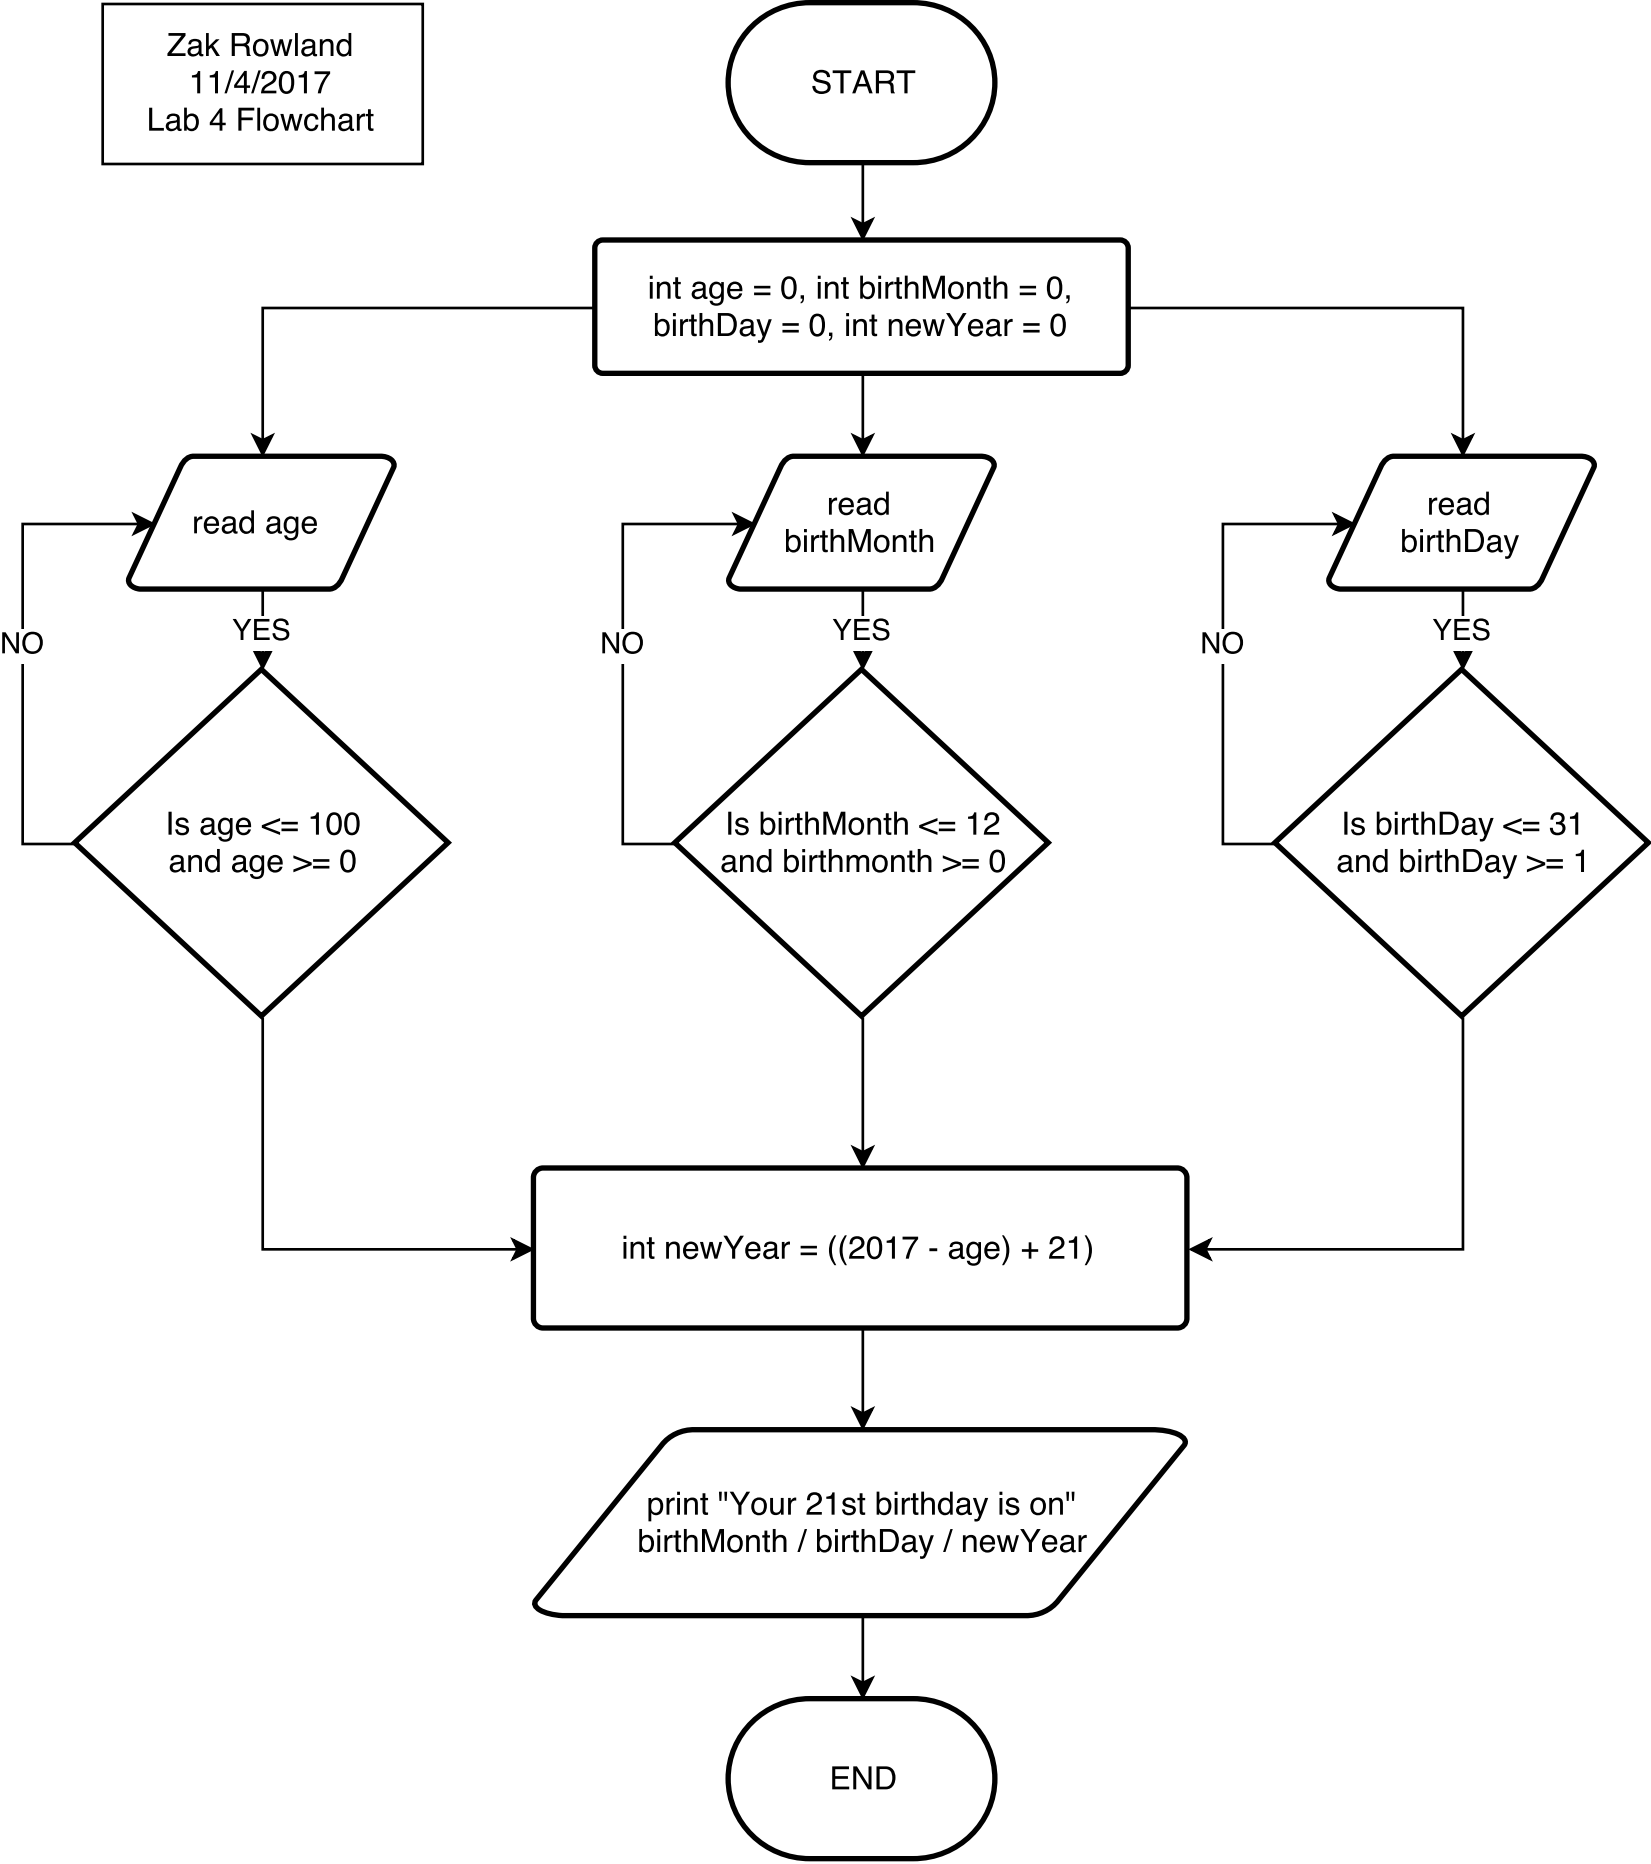 Zak Rowland
11/4/2017
Lab 4 Flowchart
START
int age = 0, int birthMonth = 0,
birthDay = 0, int newYear = 0
read age
read
birthMonth
read
birthDay
YES
YES
YES
NO
NO
NO
Is age <= 100
and age >= 0
Is birthMonth <= 12
and birthmonth >= 0
Is birthDay <= 31
and birthDay >= 1
int newYear = ((2017 - age) + 21)
print "Your 21st birthday is on"
birthMonth / birthDay / newYear
END